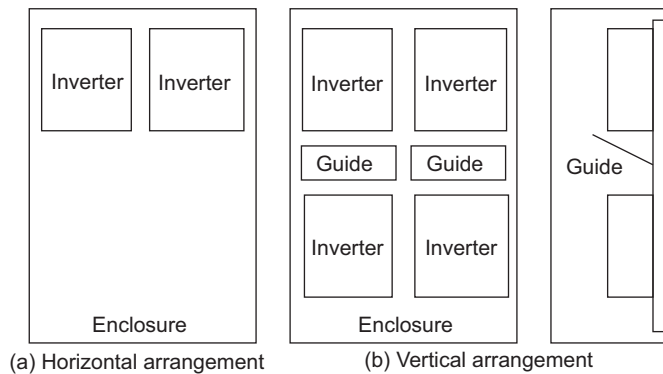 Inverter Inverter
Enclosure
(a) Horizontal arrangement
Inverter Inverter
Guide Guide
Inverter Inverter
Enclosure
Guide
(b) Vertical arrangement